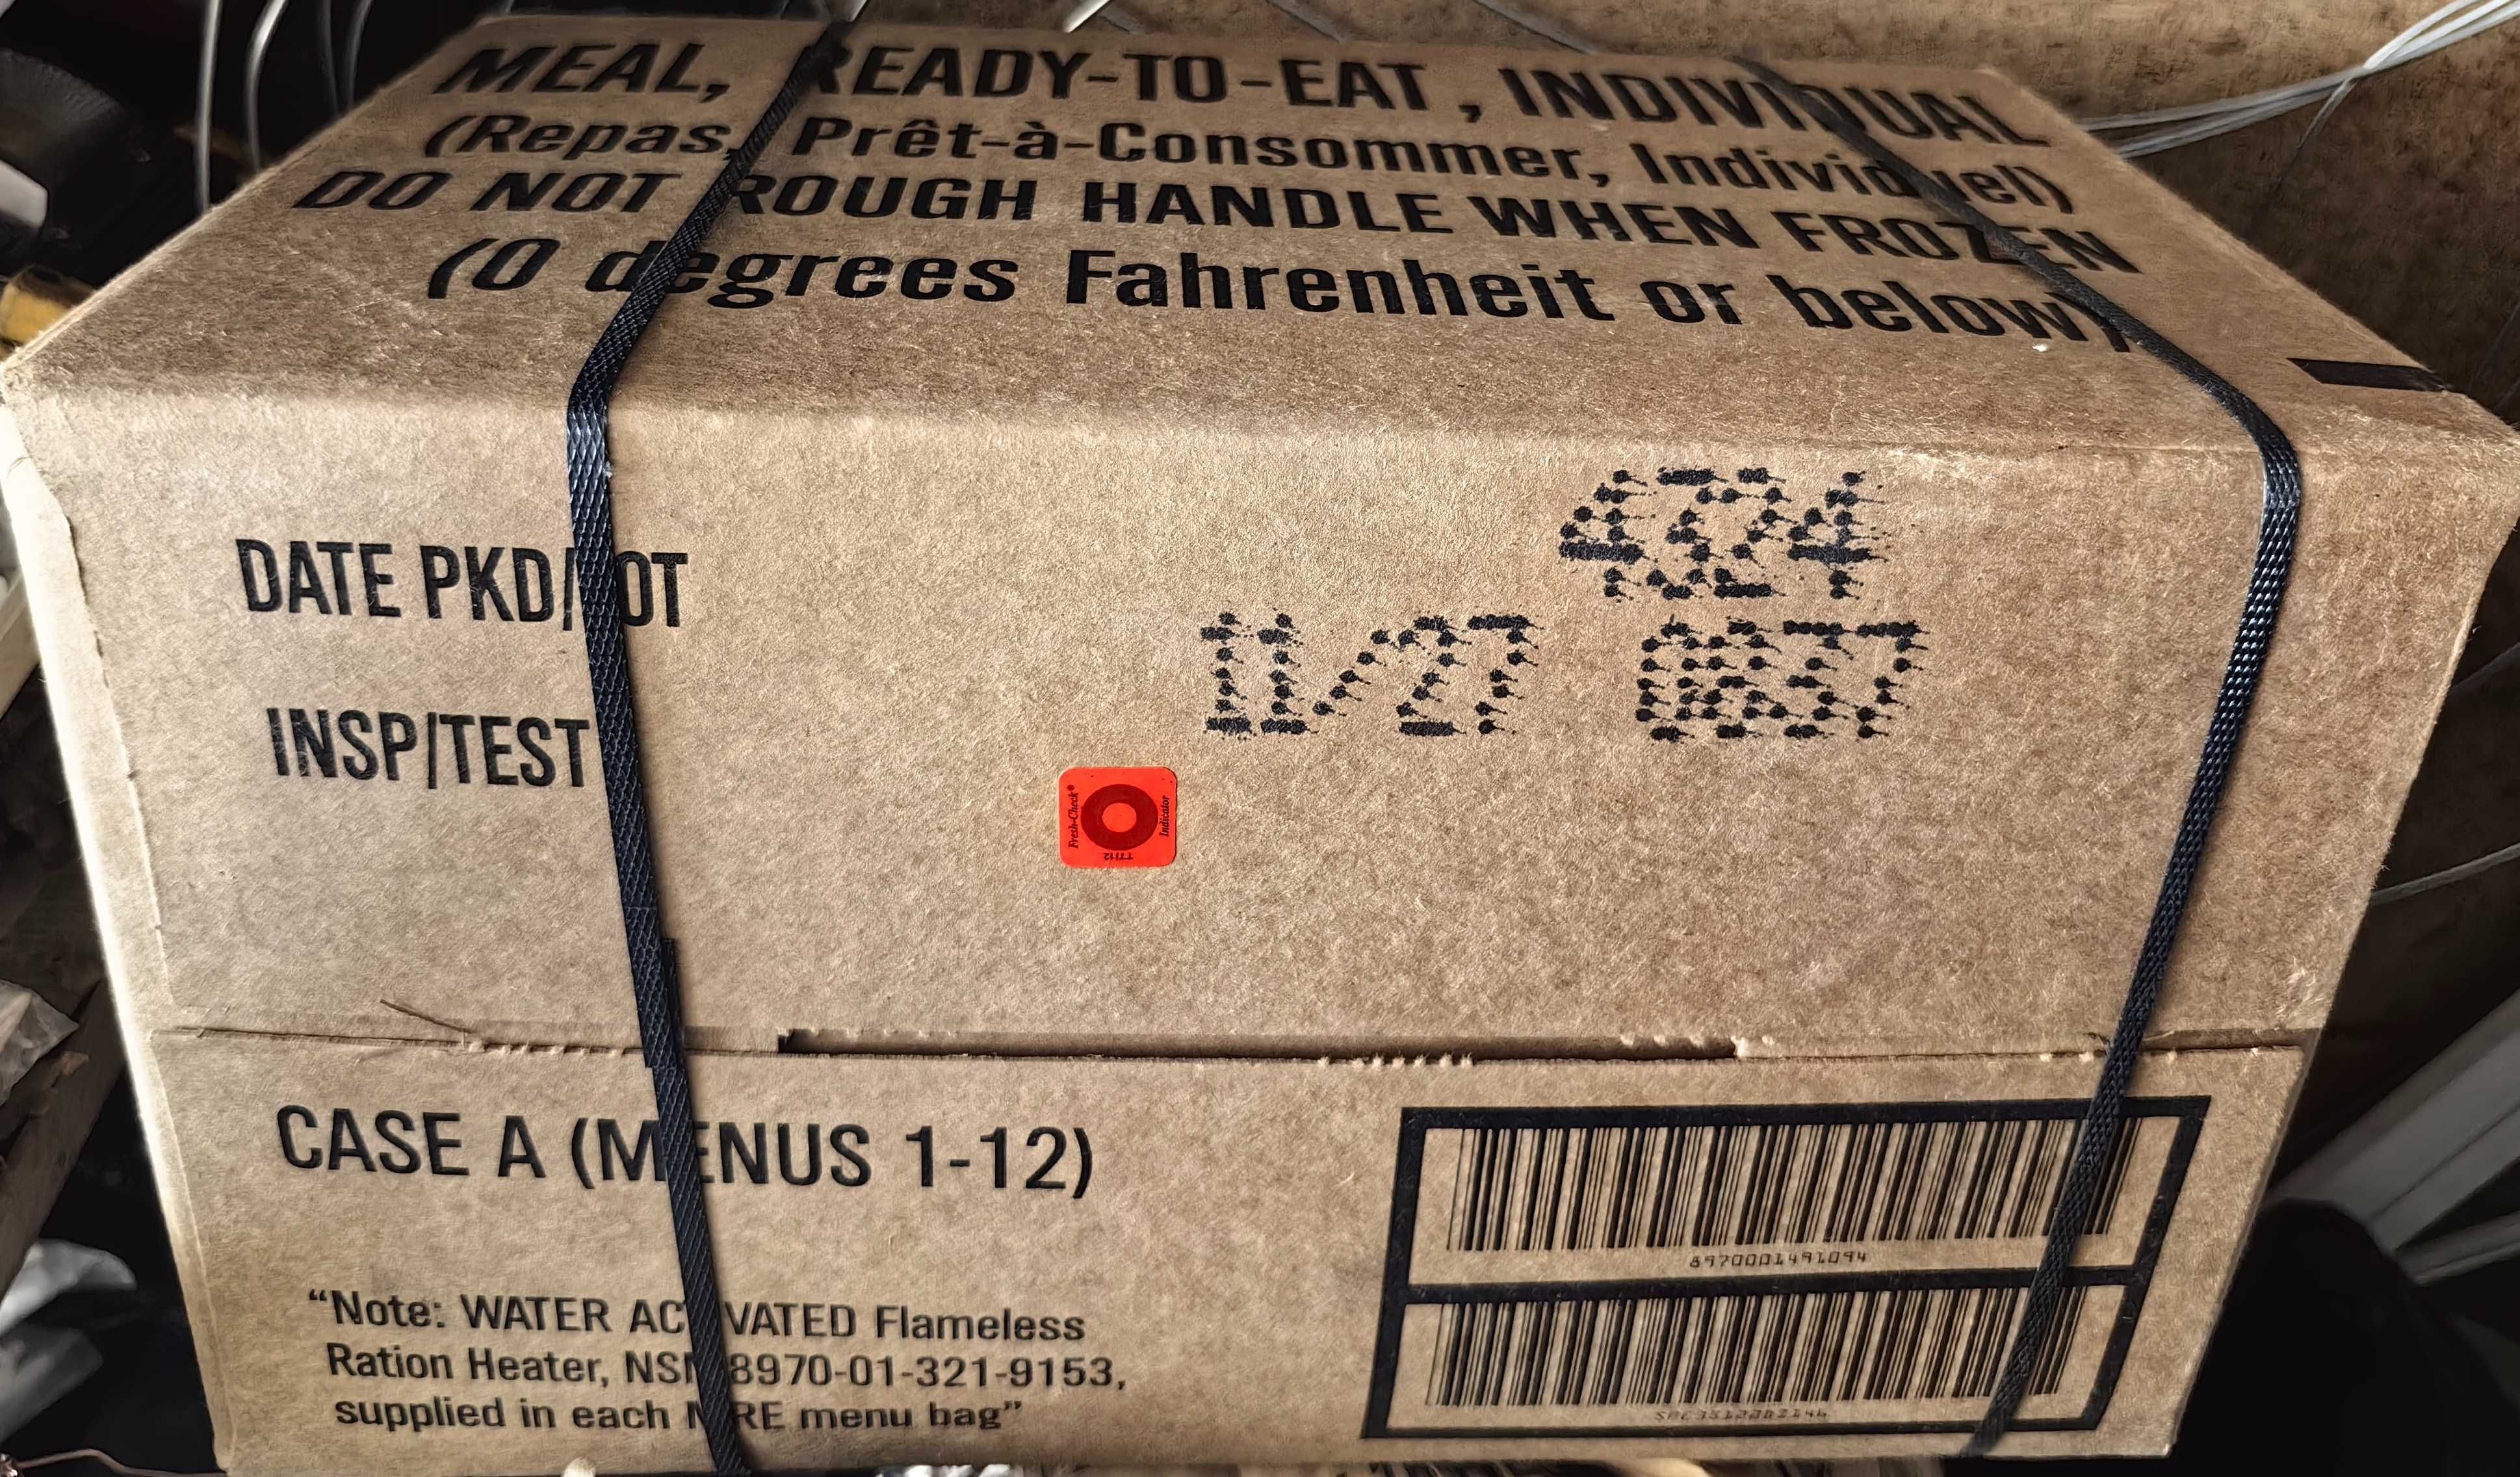 MEAL, READY-TO-EAT, INDIVIDUAL
(Repas, Prêt-à-Consommer, Individuel)
DO NOT ROUGH HANDLE WHEN FROZEN
(0 degrees Fahrenheit or below)
4324
DATE PKD/LOT
11/27
INSP/TEST
Fresh-Check®
Indicator
TT112
CASE A (MENUS 1-12)
8970001491094
"Note: WATER ACTIVATED Flameless
Ration Heater, NSN 8970-01-321-9153,
supplied in each MRE menu bag"